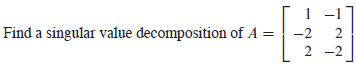 Find a singular value decomposition of A = [ 1 −1
−2 2
2 −2 ]